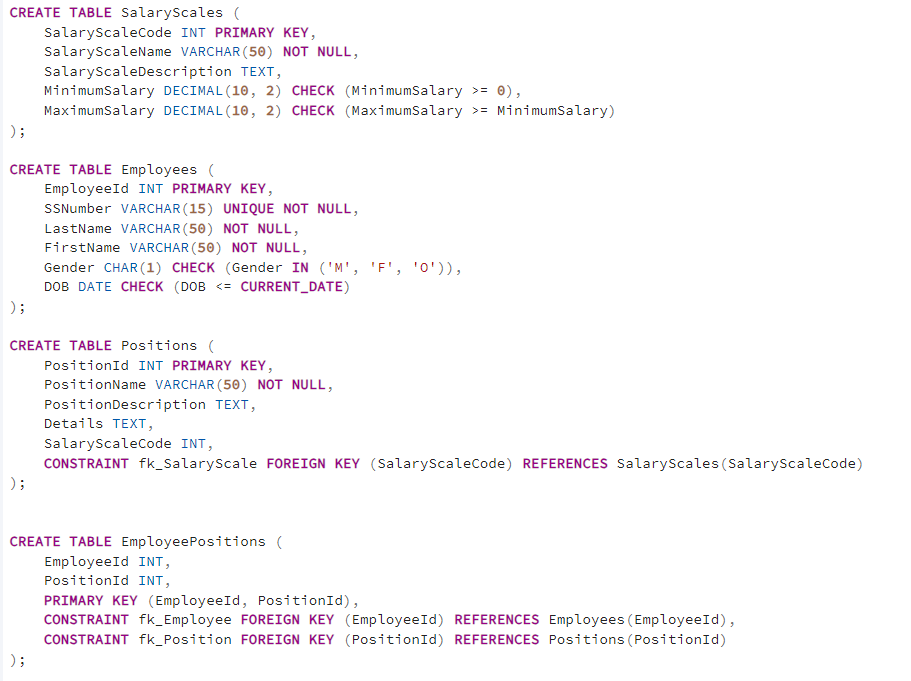 CREATE TABLE SalaryScales (
    SalaryScaleCode INT PRIMARY KEY,
    SalaryScaleName VARCHAR(50) NOT NULL,
    SalaryScaleDescription TEXT,
    MinimumSalary DECIMAL(10, 2) CHECK (MinimumSalary >= 0),
    MaximumSalary DECIMAL(10, 2) CHECK (MaximumSalary >= MinimumSalary)
);

CREATE TABLE Employees (
    EmployeeId INT PRIMARY KEY,
    SSNumber VARCHAR(15) UNIQUE NOT NULL,
    LastName VARCHAR(50) NOT NULL,
    FirstName VARCHAR(50) NOT NULL,
    Gender CHAR(1) CHECK (Gender IN ('M', 'F', 'O')),
    DOB DATE CHECK (DOB <= CURRENT_DATE)
);

CREATE TABLE Positions (
    PositionId INT PRIMARY KEY,
    PositionName VARCHAR(50) NOT NULL,
    PositionDescription TEXT,
    Details TEXT,
    SalaryScaleCode INT,
    CONSTRAINT fk_SalaryScale FOREIGN KEY (SalaryScaleCode) REFERENCES SalaryScales(SalaryScaleCode)
);

CREATE TABLE EmployeePositions (
    EmployeeId INT,
    PositionId INT,
    PRIMARY KEY (EmployeeId, PositionId),
    CONSTRAINT fk_Employee FOREIGN KEY (EmployeeId) REFERENCES Employees(EmployeeId),
    CONSTRAINT fk_Position FOREIGN KEY (PositionId) REFERENCES Positions(PositionId)
);